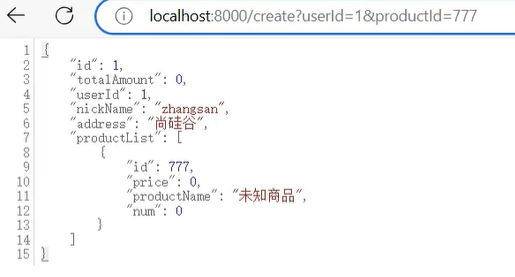 localhost:8000/create?userId=1&productId=777
1 {
2 "id": 1,
3 "totalAmount": 0,
4 "userId": 1,
5 "nickName": "zhangsan",
6 "address": "尚硅谷",
7 "productList": [
8 {
9 "id": 777,
10 "price": 0,
11 "productName": "未知商品",
12 "num": 0
13 }
14 ]
15 }